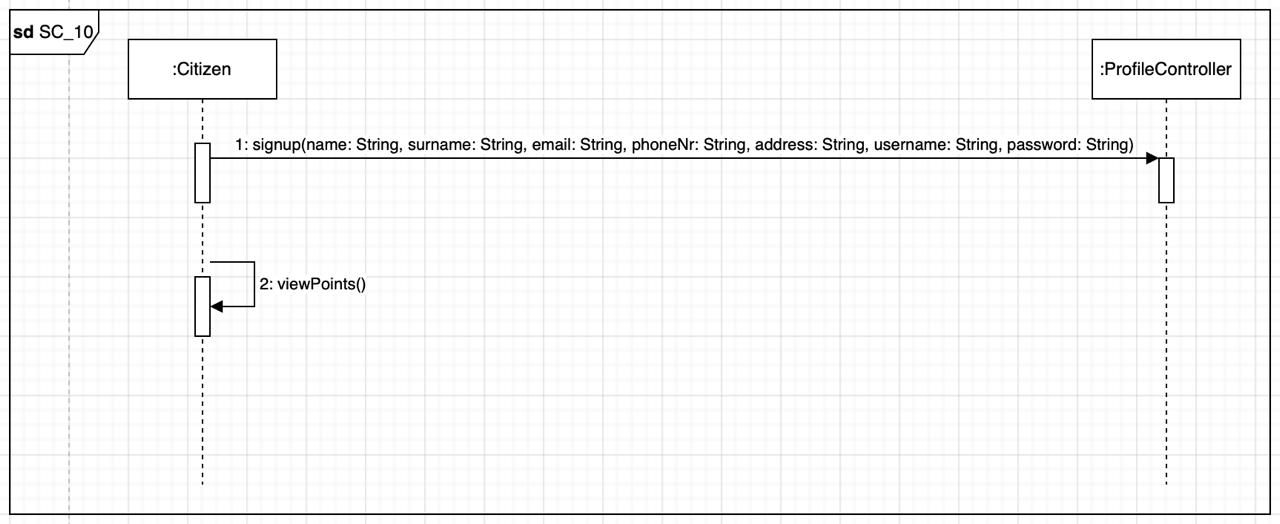 sd SC_10
:Citizen
:ProfileController
1: signup(name: String, surname: String, email: String, phoneNr: String, address: String, username: String, password: String)
2: viewPoints()